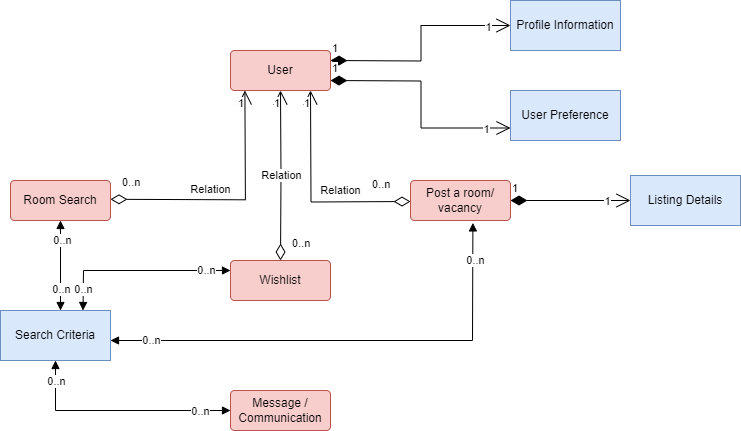 Profile Information
1
1
User
1
User Preference
1
1
1
1
0..n
Relation
Relation
Relation
0..n
Room Search
Post a room/
vacancy
1
1
Listing Details
0..n
0..n
0..n
Wishlist
0..n
0..n
0..n
Search Criteria
0..n
0..n
Message /
Communication
0..n